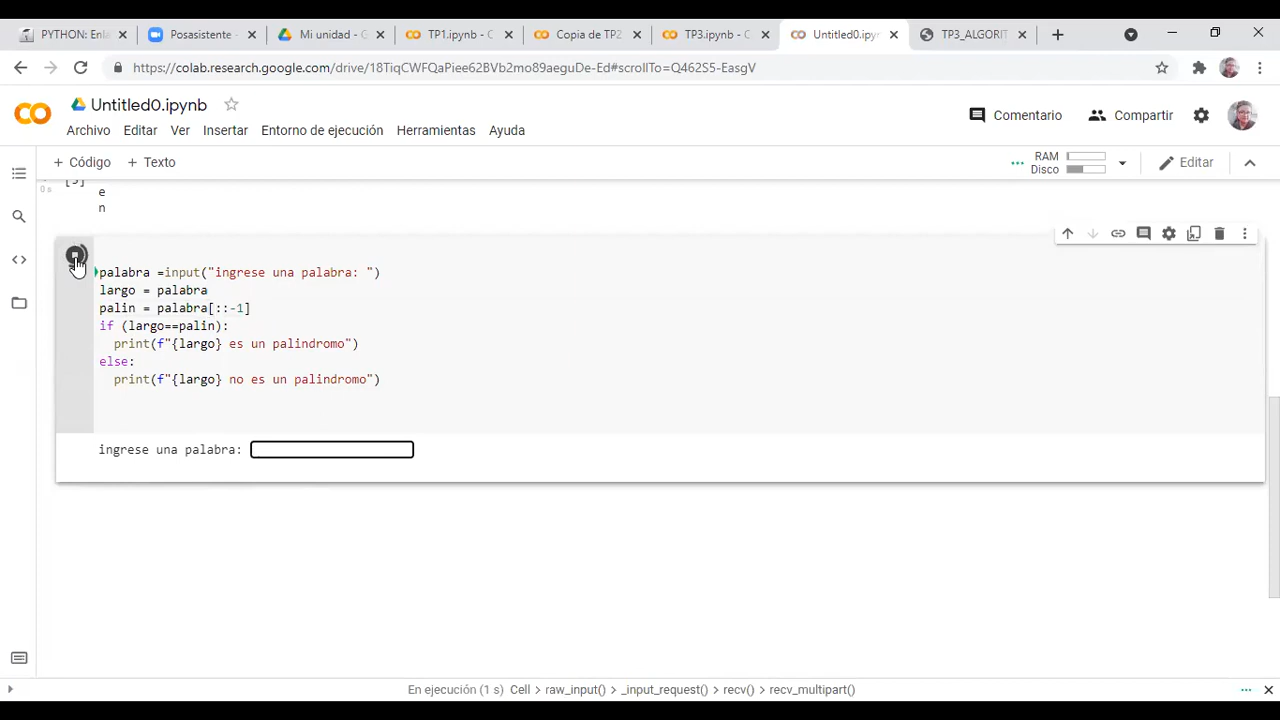 PYTHON: Enl
Posasistente -
Mi unidad - G
TP1.ipynb - C
Copia de TP2
TP3.ipynb - C
Untitled0.ipyn
TP3_ALGORIT
https://colab.research.google.com/drive/18TiqCWFQaPiee62BVb2mo89aeguDe-Ed#scrollTo=Q462S5-EasgV
CO
Untitled0.ipynb
Comentario
Compartir
Archivo Editar Ver Insertar Entorno de ejecución Herramientas Ayuda
+ Código + Texto
RAM
Disco
Editar
0 s
e
n
palabra =input("ingrese una palabra: ")
largo = palabra
palin = palabra[::-1]
if (largo==palin):
print(f"{largo} es un palindromo")
else:
print(f"{largo} no es un palindromo")
ingrese una palabra:
En ejecución (1 s) Cell > raw_input() > _input_request() > recv() > recv_multipart()